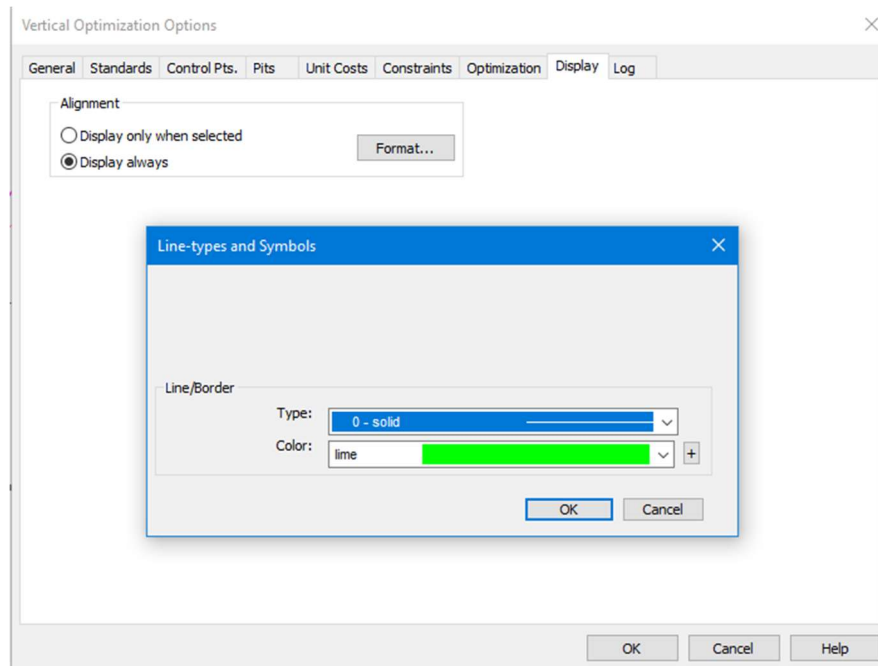 Vertical Optimization Options
General Standards Control Pts. Pits Unit Costs Constraints Optimization Display Log
Alignment
Display only when selected
Format...
Display always
Line-types and Symbols
Line/Border
Type: 0 - solid
Color: lime +
OK Cancel
OK Cancel Help